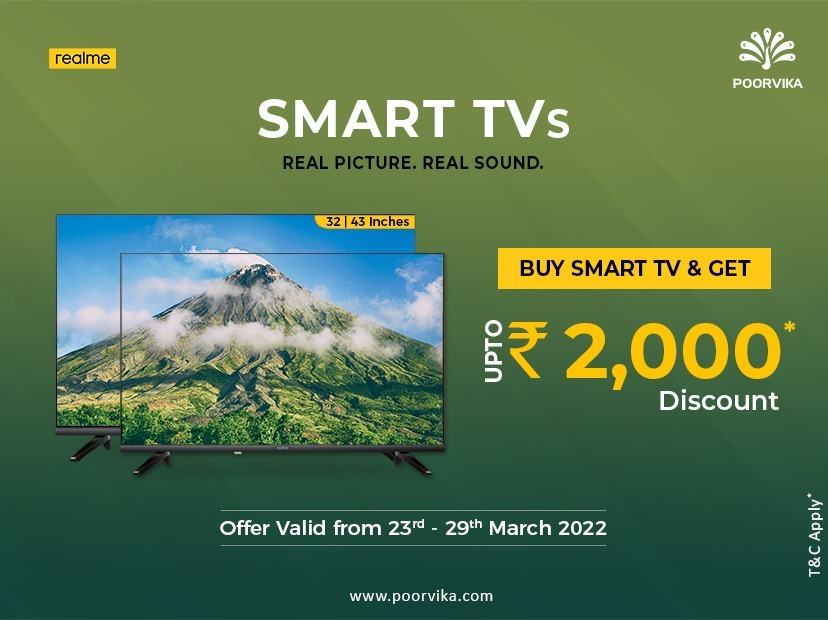 realme
POORVIKA
SMART TVs
REAL PICTURE. REAL SOUND.
32 | 43 Inches
BUY SMART TV & GET
UPTO ₹ 2,000*
Discount
Offer Valid from 23rd - 29th March 2022
T&C Apply*
www.poorvika.com